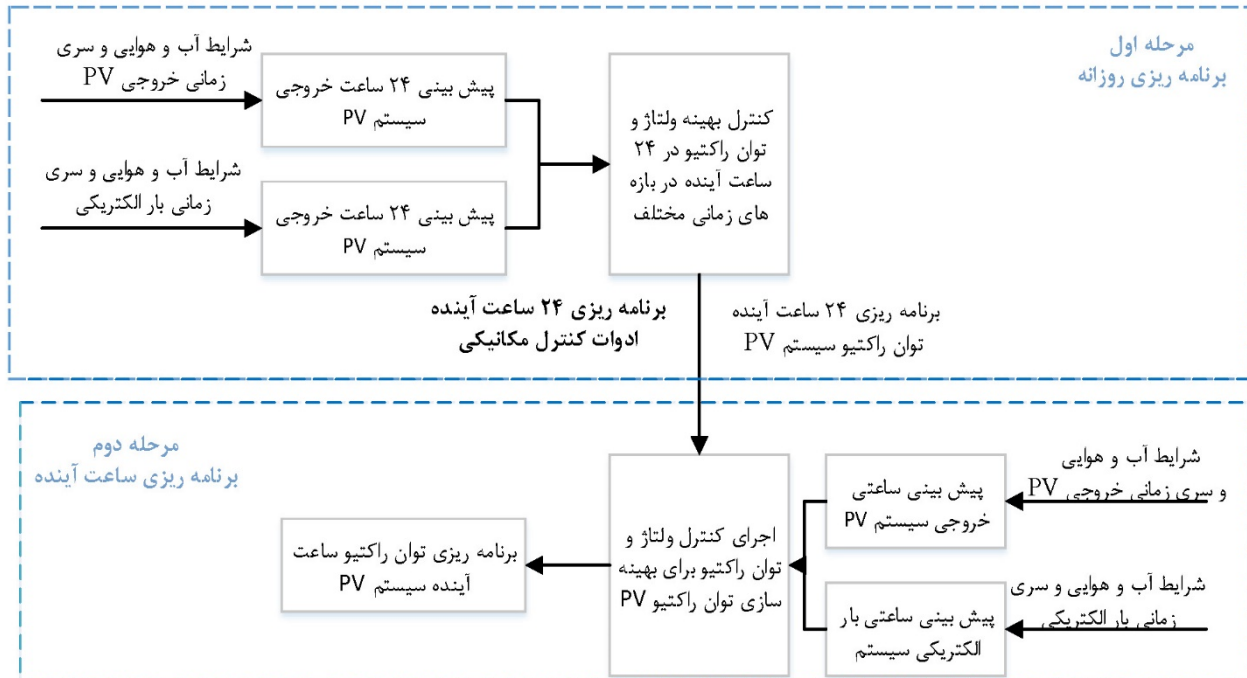 مرحله اول
برنامه ریزی روزانه
شرایط آب و هوایی و سری
زمانی خروجی PV
پیش بینی ۲۴ ساعت خروجی
سیستم PV
شرایط آب و هوایی و سری
زمانی بار الکتریکی
پیش بینی ۲۴ ساعت خروجی
سیستم PV
کنترل بهینه ولتاژ و
توان راکتیو در ۲۴
ساعت آینده در بازه
های زمانی مختلف
برنامه ریزی ۲۴ ساعت آینده
ادوات کنترل مکانیکی
برنامه ریزی ۲۴ ساعت آینده
توان راکتیو سیستم PV
مرحله دوم
برنامه ریزی ساعت آینده
شرایط آب و هوایی
و سری زمانی خروجی PV
پیش بینی ساعتی
خروجی سیستم PV
شرایط آب و هوایی و سری
زمانی بار الکتریکی
پیش بینی ساعتی بار
الکتریکی سیستم
اجرای کنترل ولتاژ و
توان راکتیو برای بهینه
سازی توان راکتیو PV
برنامه ریزی توان راکتیو ساعت
آینده سیستم PV